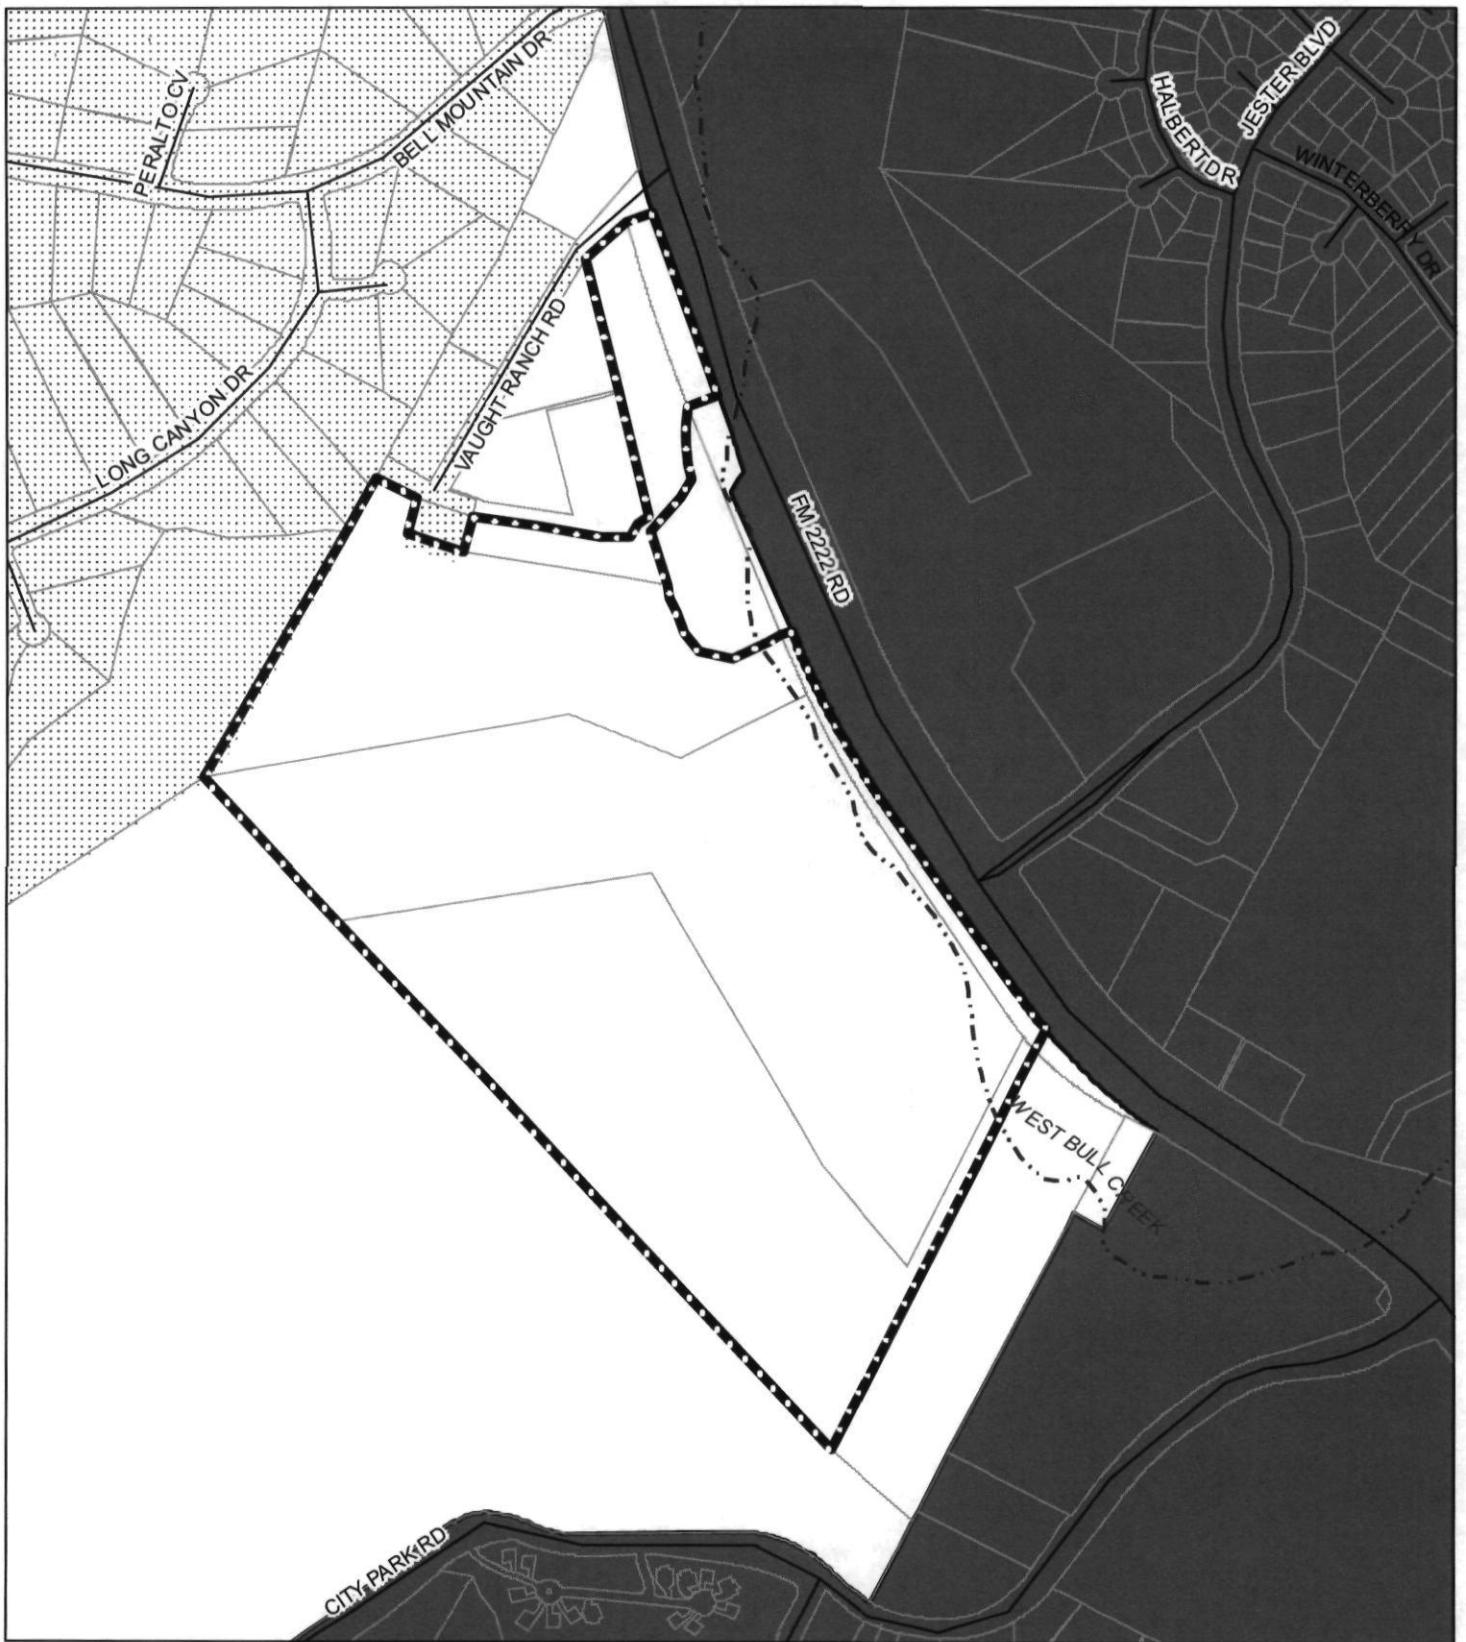 PERALTO CV
BELL MOUNTAIN DR
HALBERT DR
JESTER BLVD
WINTERBERRY DR
LONG CANYON DR
VAUGHT RANCH RD
FM 2222 RD
WEST BULL CREEK
CITY PARK RD